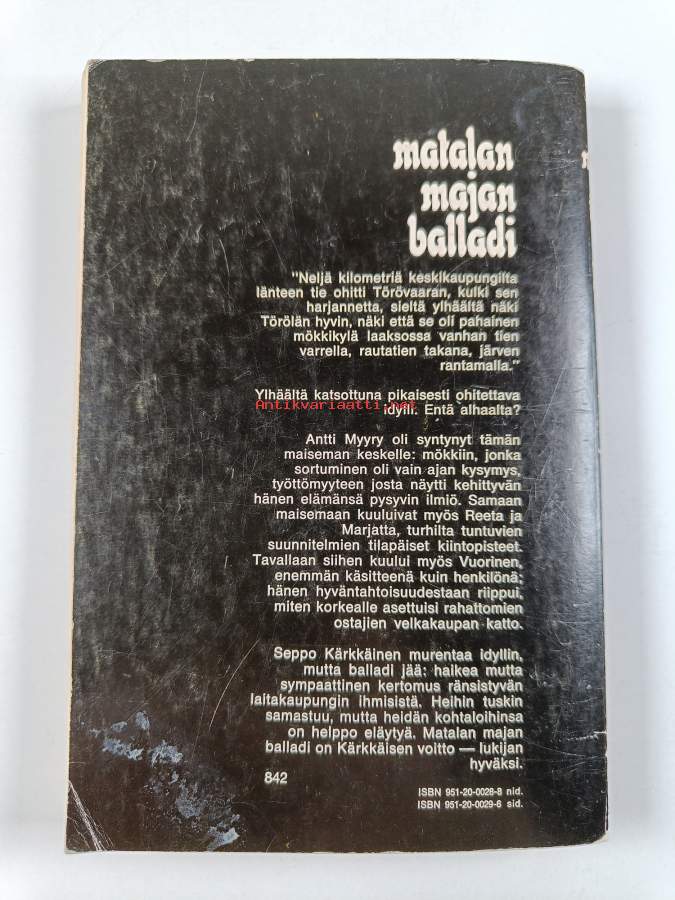 matalan
majan
balladi
"Neljä kilometriä keskikaupungilta
länteen tie ohitti Törövaaran, kulki sen
harjannetta, sieltä ylhäältä näki
Törölän hyvin, näki että se oli pahainen
mökkikylä laaksossa vanhan tien
varrella, rautatien takana, järven
rantamalla."
Ylhäältä katsottuna pikaisesti ohitettava
idylli. Entä alhaalta?
Antikvariaatti.net
Antti Myyry oli syntynyt tämän
maiseman keskelle: mökkiin, jonka
sortuminen oli vain ajan kysymys,
työttömyyteen josta näytti kehittyvän
hänen elämänsä pysyvin ilmiö. Samaan
maisemaan kuuluivat myös Reeta ja
Marjatta, turhilta tuntuvien
suunnitelmien tilapäiset kiintopisteet.
Tavallaan siihen kuului myös Vuorinen,
enemmän käsitteenä kuin henkilönä;
hänen hyväntahtoisuudestaan riippui,
miten korkealle asettuisi rahattomien
ostajien velkakaupan katto.
Seppo Kärkkäinen murentaa idyllin,
mutta balladi jää: haikea mutta
sympaattinen kertomus ränsistyvän
laitakaupungin ihmisistä. Heihin tuskin
samastuu, mutta heidän kohtaloihinsa
on helppo eläytyä. Matalan majan
balladi on Kärkkäisen voitto — lukijan
hyväksi.
842
ISBN 951-20-0028-8 nid.
ISBN 951-20-0029-6 sid.